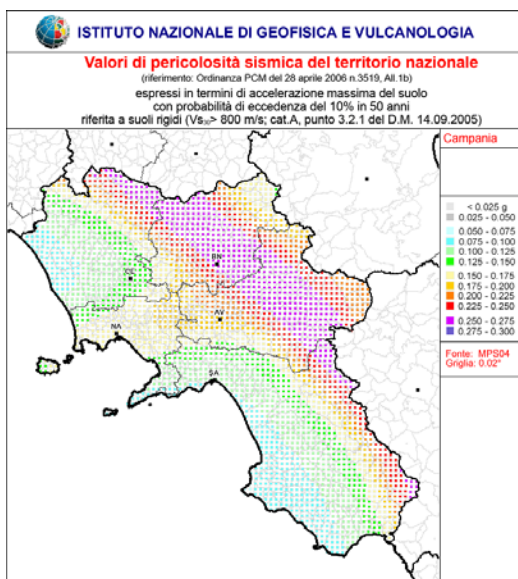 ISTITUTO NAZIONALE DI GEOFISICA E VULCANOLOGIA
Valori di pericolosità sismica del territorio nazionale
(riferimento: Ordinanza PCM del 28 aprile 2006 n.3519, All.1b)
espressi in termini di accelerazione massima del suolo
con probabilità di eccedenza del 10% in 50 anni
riferita a suoli rigidi (Vs30> 800 m/s; cat.A, punto 3.2.1 del D.M. 14.09.2005)
Campania
< 0.025 g
0.025 - 0.050
0.050 - 0.075
0.075 - 0.100
0.100 - 0.125
0.125 - 0.150
0.150 - 0.175
0.175 - 0.200
0.200 - 0.225
0.225 - 0.250
0.250 - 0.275
0.275 - 0.300
Fonte: MPS04
Griglia: 0.02°
BN
CE
AV
NA
SA